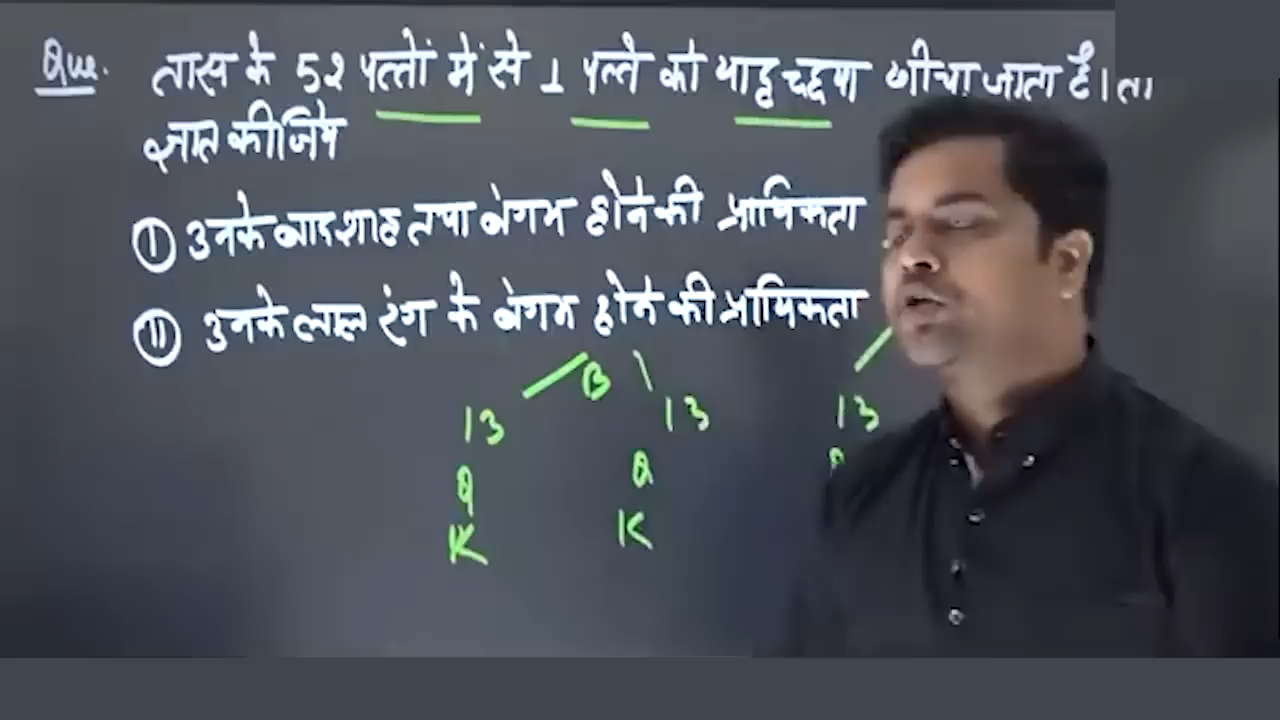 Que. ताश के 52 पत्तों में से 1 पत्ते को यादृच्छया खींचा जाता है। तो
ज्ञात कीजिये
I उनके बादशाह तथा बेगम होने की प्रायिकता
II उनके लाल रंग के बेगम होने की प्रायिकता
B
13 13 13
Q Q
K K